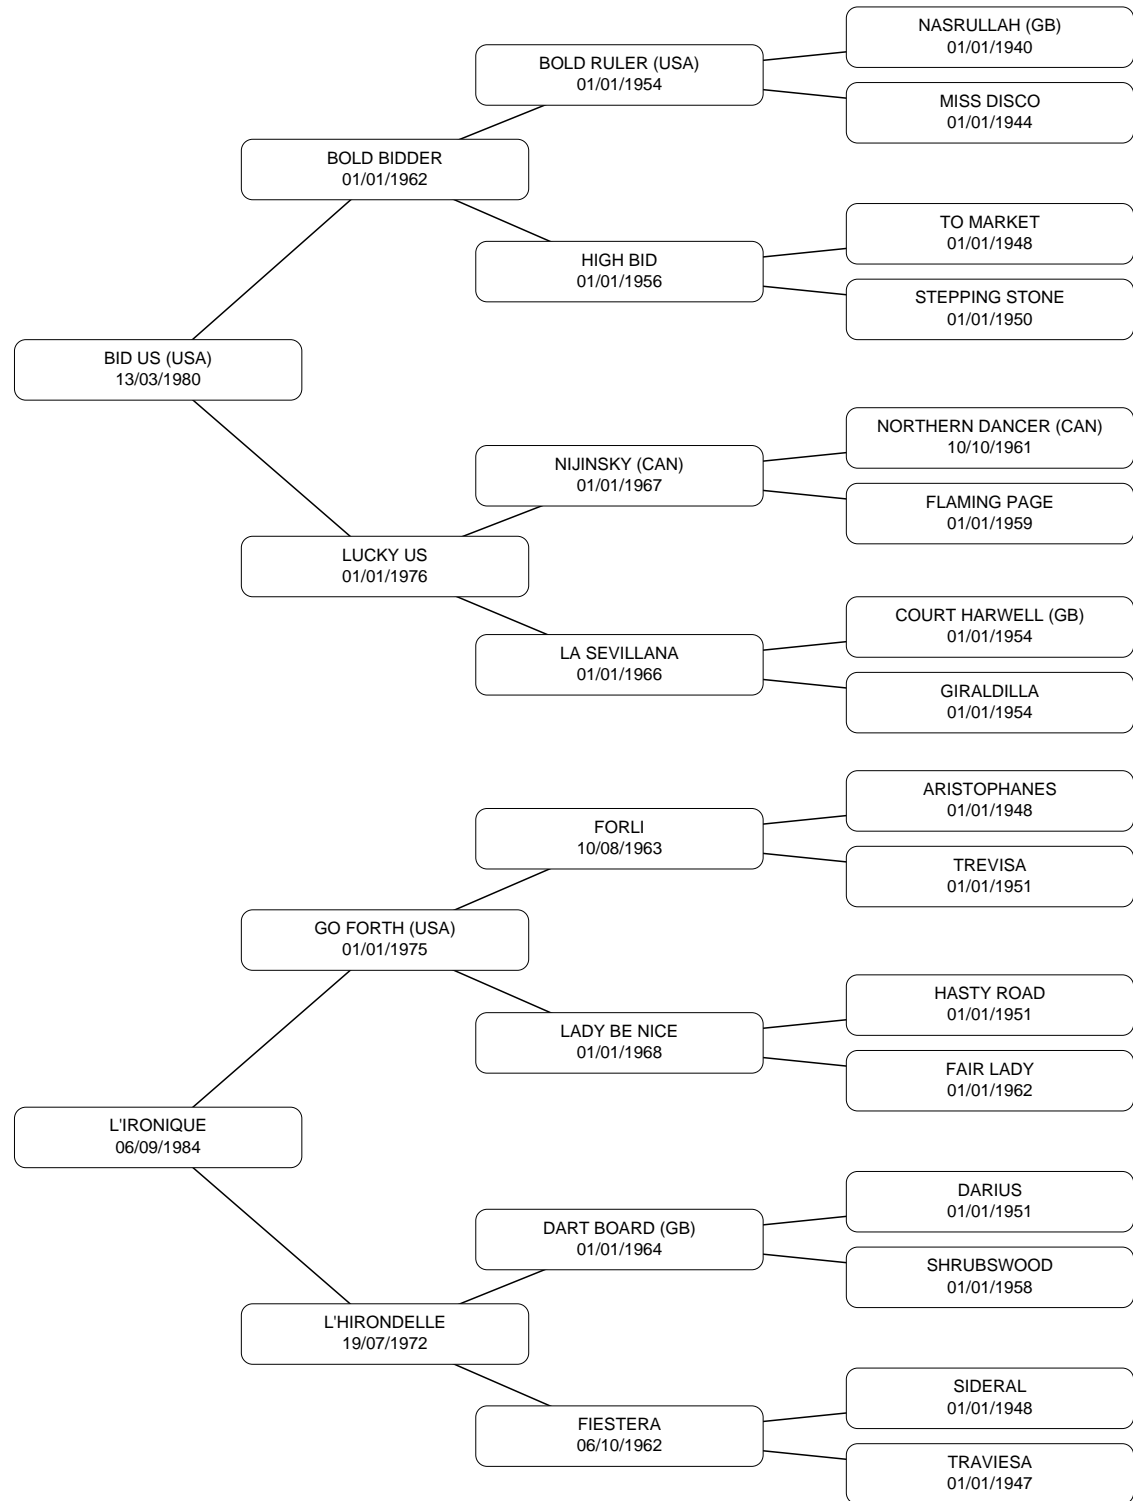 NASRULLAH (GB)
01/01/1940
BOLD RULER (USA)
01/01/1954
MISS DISCO
01/01/1944
BOLD BIDDER
01/01/1962
TO MARKET
01/01/1948
HIGH BID
01/01/1956
STEPPING STONE
01/01/1950
BID US (USA)
13/03/1980
NORTHERN DANCER (CAN)
10/10/1961
NIJINSKY (CAN)
01/01/1967
FLAMING PAGE
01/01/1959
LUCKY US
01/01/1976
COURT HARWELL (GB)
01/01/1954
LA SEVILLANA
01/01/1966
GIRALDILLA
01/01/1954
ARISTOPHANES
01/01/1948
FORLI
10/08/1963
TREVISA
01/01/1951
GO FORTH (USA)
01/01/1975
HASTY ROAD
01/01/1951
LADY BE NICE
01/01/1968
FAIR LADY
01/01/1962
L'IRONIQUE
06/09/1984
DARIUS
01/01/1951
DART BOARD (GB)
01/01/1964
SHRUBSWOOD
01/01/1958
L'HIRONDELLE
19/07/1972
SIDERAL
01/01/1948
FIESTERA
06/10/1962
TRAVIESA
01/01/1947